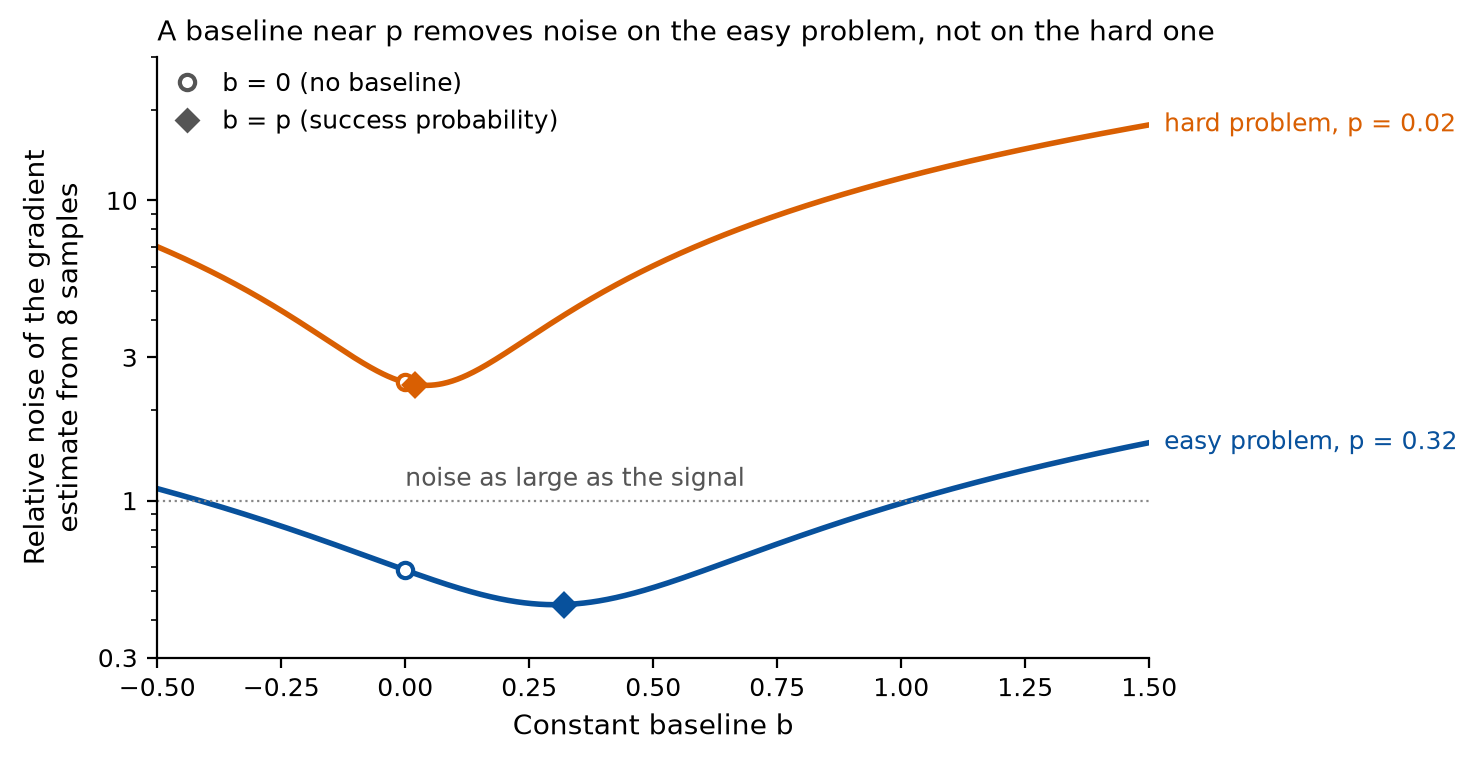 A baseline near p removes noise on the easy problem, not on the hard one
b = 0 (no baseline)
b = p (success probability)
hard problem, p = 0.02
easy problem, p = 0.32
noise as large as the signal
Relative noise of the gradient
estimate from 8 samples
10
3
1
0.3
−0.50 −0.25 0.00 0.25 0.50 0.75 1.00 1.25 1.50
Constant baseline b